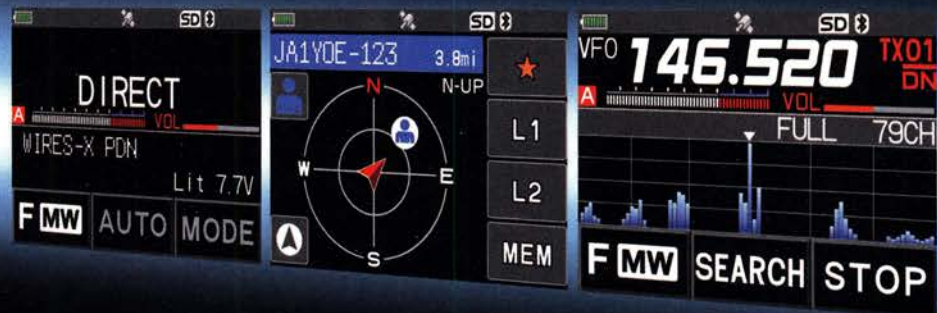 SD
DIRECT
A
VOL
WIRES-X PDN
Lit 7.7V
F MW AUTO MODE
SD
JA1YOE-123 3.8mi
N N-UP
L1
W E
L2
S
MEM
SD
VFO 146.520 TX01
DN
A VOL
FULL 79CH
F MW SEARCH STOP